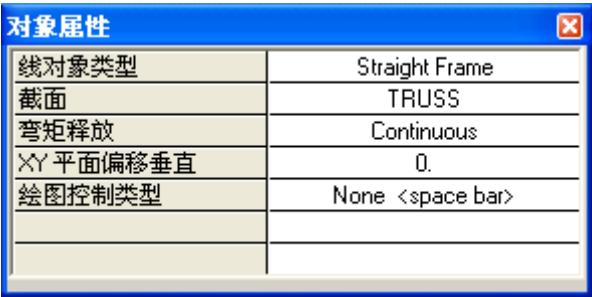 对象属性
线对象类型 Straight Frame
截面 TRUSS
弯矩释放 Continuous
XY 平面偏移垂直 0.
绘图控制类型 None <space bar>